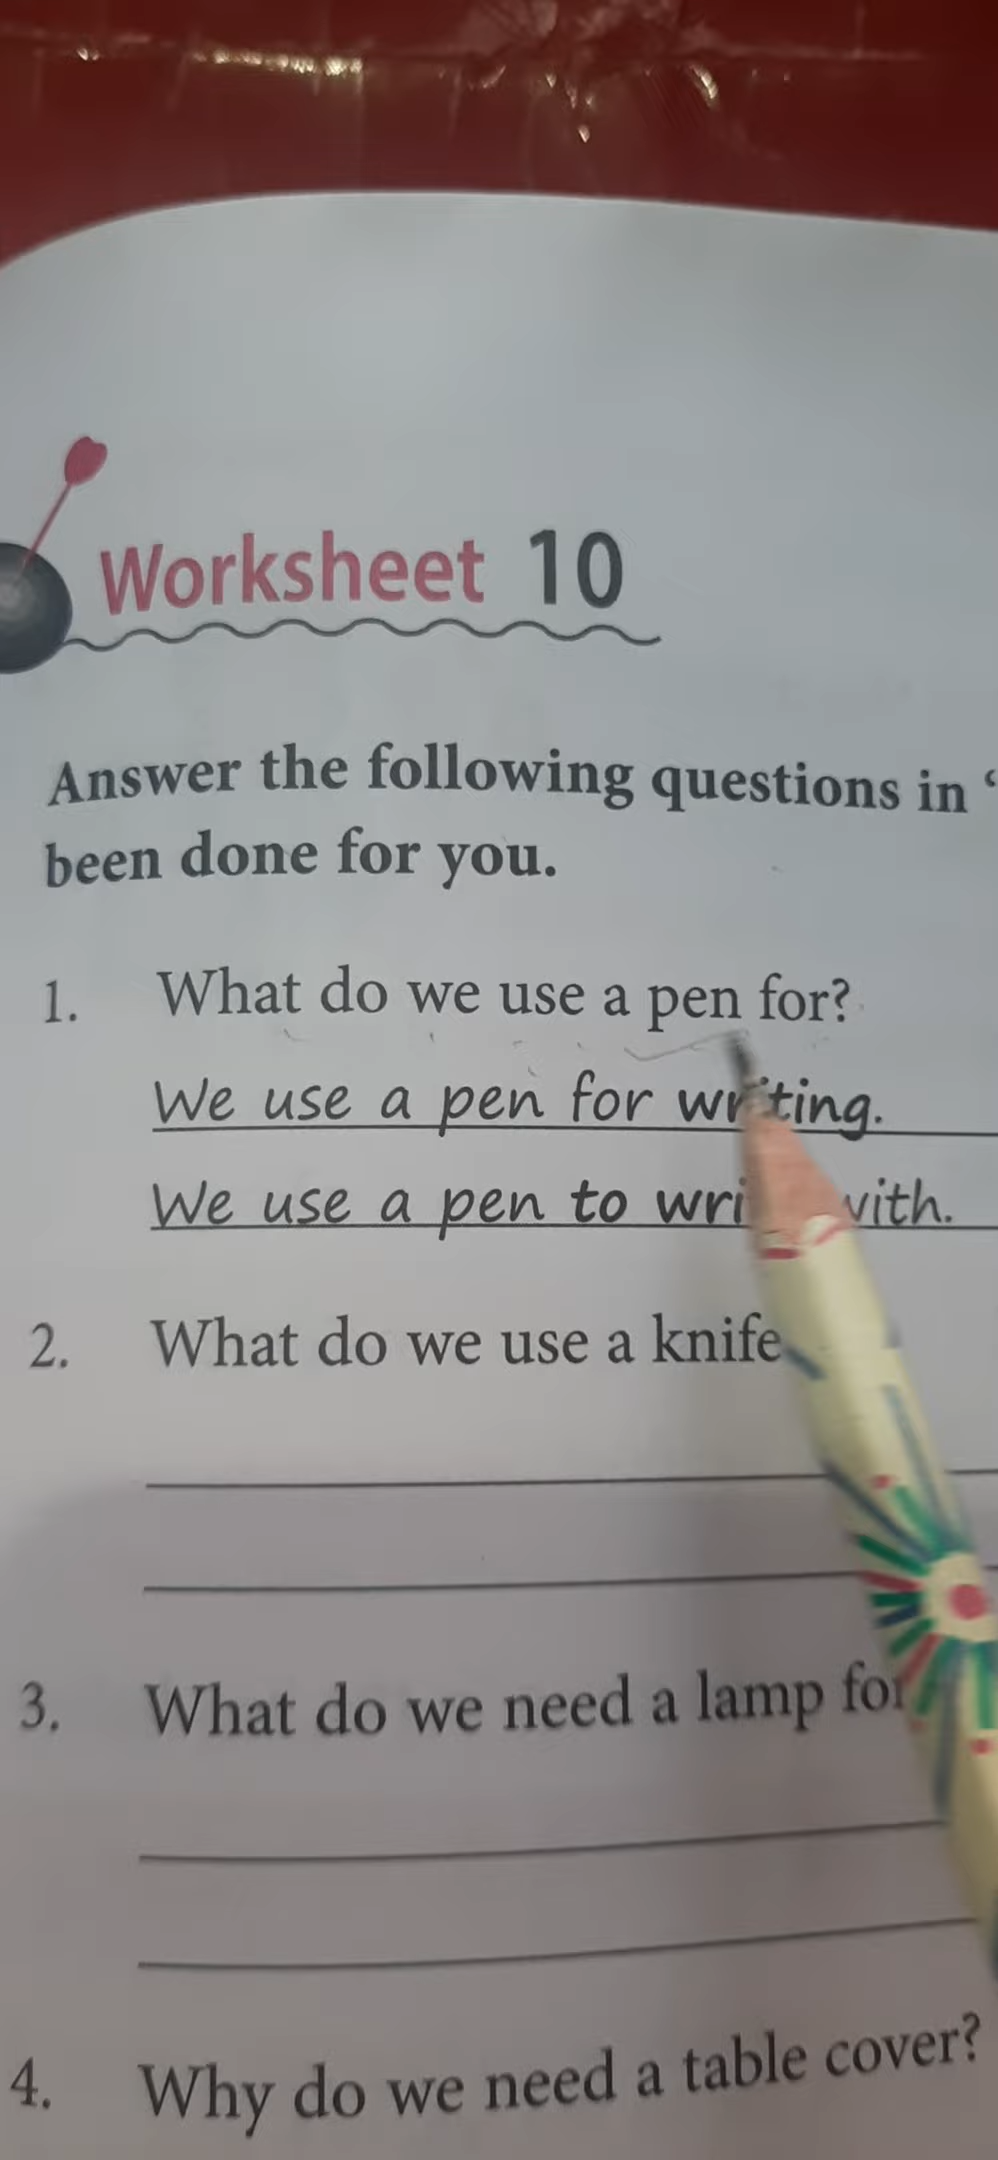 Worksheet 10
Answer the following questions in ‘
been done for you.
1. What do we use a pen for?
We use a pen for writing.
We use a pen to with.
2. What do we use a knife
3. What do we need a lamp for
4. Why do we need a table cover?